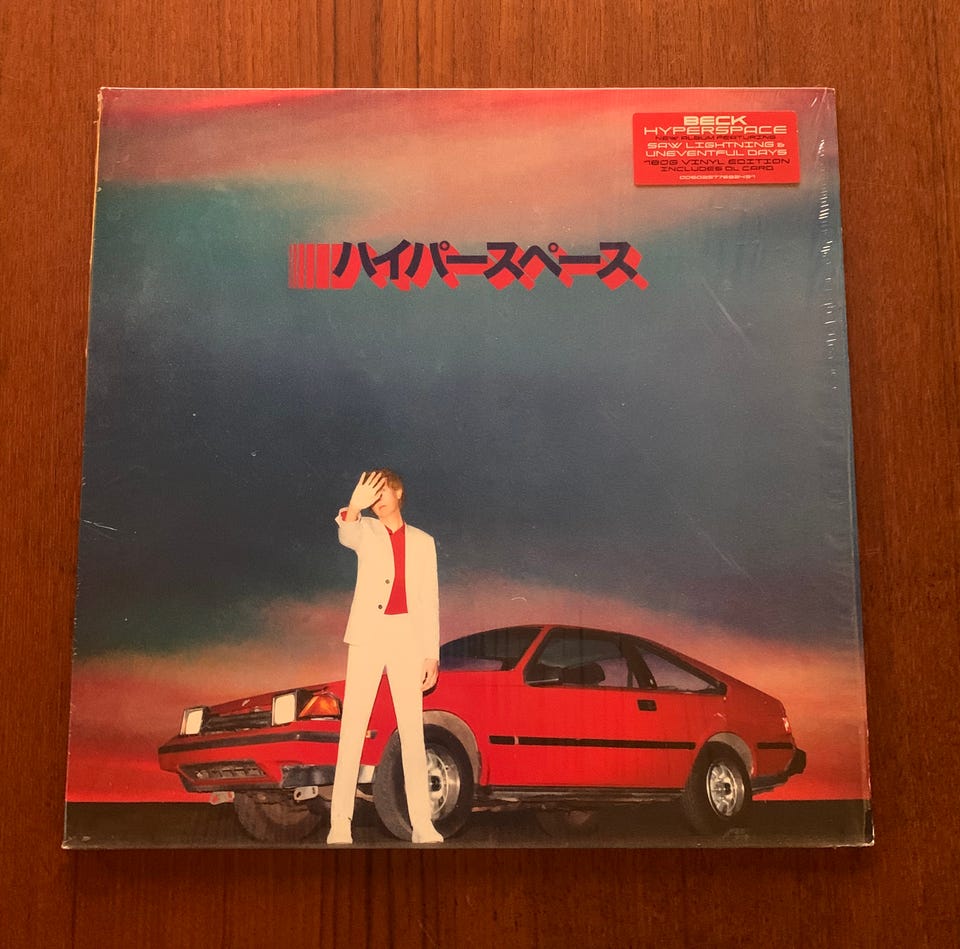 BECK
HYPERSPACE
NEW ALBUM FEATURING
SAW LIGHTNING &
UNEVENTFUL DAYS
180G VINYL EDITION
INCLUDES DL CARD
00602577692437
ハイパースペース